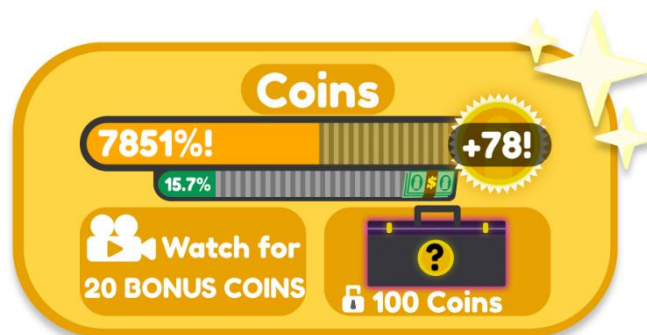 Coins
7851%!
+78!
15.7%
$
Watch for
20 BONUS COINS
?
100 Coins